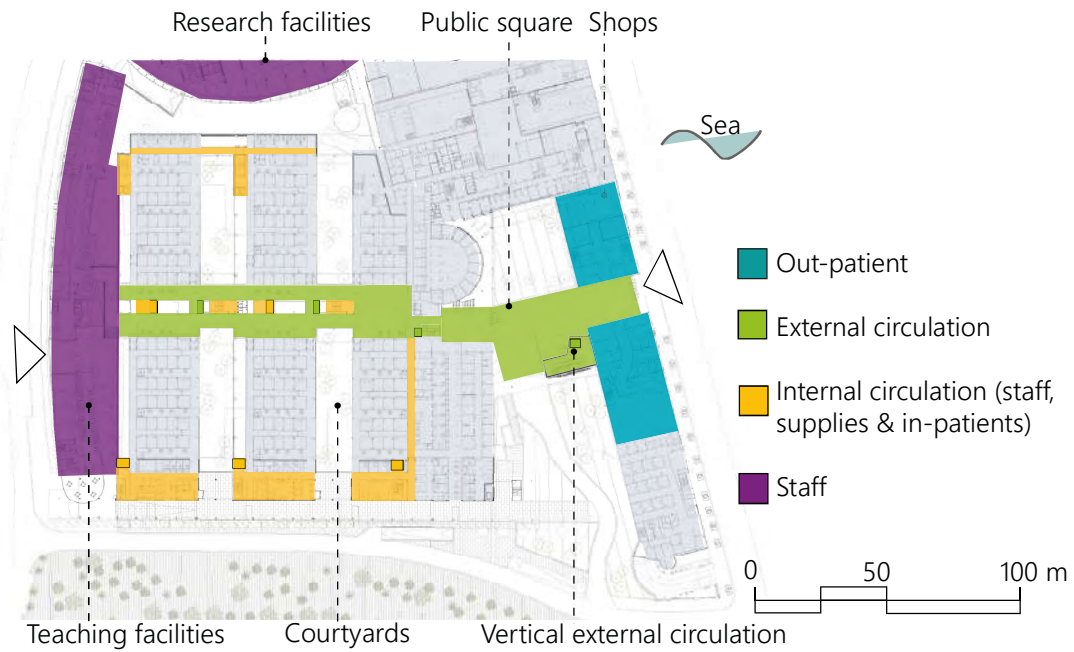 Research facilities
Public square
Shops
Sea
Out-patient
External circulation
Internal circulation (staff,
supplies & in-patients)
Staff
0
50
100 m
Teaching facilities
Courtyards
Vertical external circulation